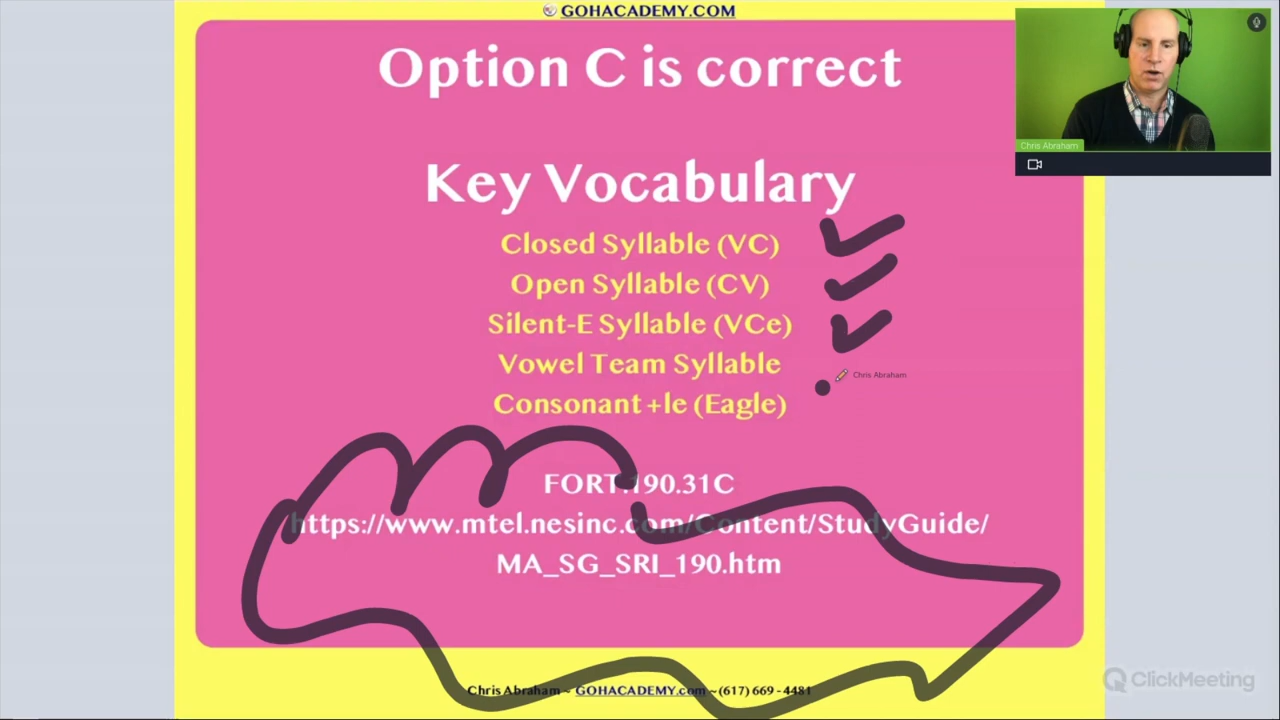 GOHACADEMY.COM
Option C is correct
Key Vocabulary
Closed Syllable (VC)
Open Syllable (CV)
Silent-E Syllable (VCe)
Vowel Team Syllable
Consonant +le (Eagle)
FORT.190.31C
https://www.mtel.nesinc.com/Content/StudyGuide/
MA_SG_SRI_190.htm
Chris Abraham ~ GOHACADEMY.com ~ (617) 669 - 4481
Chris Abraham
Chris Abraham
ClickMeeting